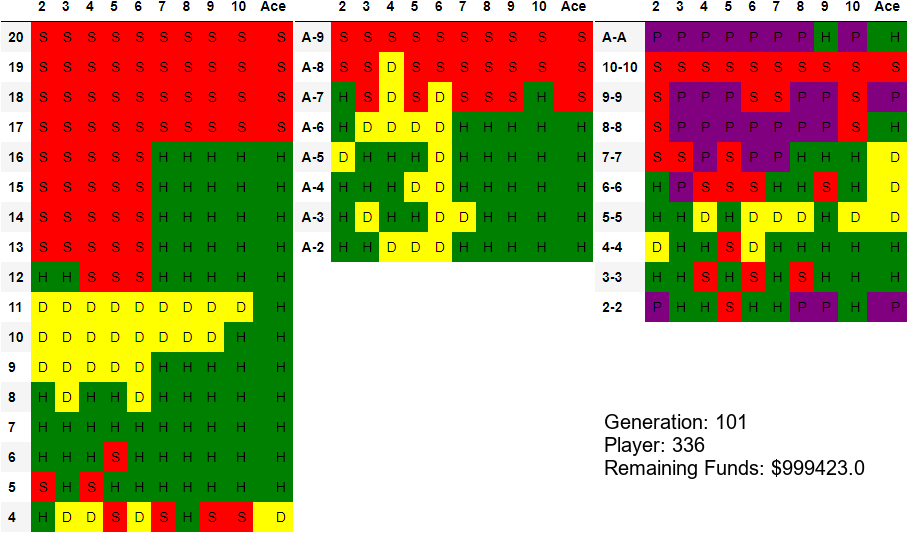 2 3 4 5 6 7 8 9 10 Ace
20 S S S S S S S S S S
19 S S S S S S S S S S
18 S S S S S S S S S S
17 S S S S S S S S S S
16 S S S S S H H H H H
15 S S S S S H H H H H
14 S S S S S H H H H H
13 S S S S S H H H H H
12 H H S S S H H H H H
11 D D D D D D D D D H
10 D D D D D D D D H H
9 D D D D D H H H H H
8 H D H H D H H H H H
7 H H H H H H H H H H
6 H H H S H H H H H H
5 S H S H H H H H H H
4 H D D S D S H S S D
2 3 4 5 6 7 8 9 10 Ace
A-9 S S S S S S S S S S
A-8 S S D S S S S S S S
A-7 H S D S D S S S H S
A-6 H D D D D H H H H H
A-5 D H H H D H H H H H
A-4 H H H D D H H H H H
A-3 H D H H D D H H H H
A-2 H H D D D H H H H H
2 3 4 5 6 7 8 9 10 Ace
A-A P P P P P P P H P H
10-10 S S S S S S S S S S
9-9 S P P P S S P P S P
8-8 S P P P P P P P S H
7-7 S S P S P P H H H D
6-6 H P S S S H H S H D
5-5 H H D H D D D H D D
4-4 D H H S D H H H H H
3-3 H H S H S H S H H H
2-2 P H H S H H P P H P
Generation: 101
Player: 336
Remaining Funds: $999423.0